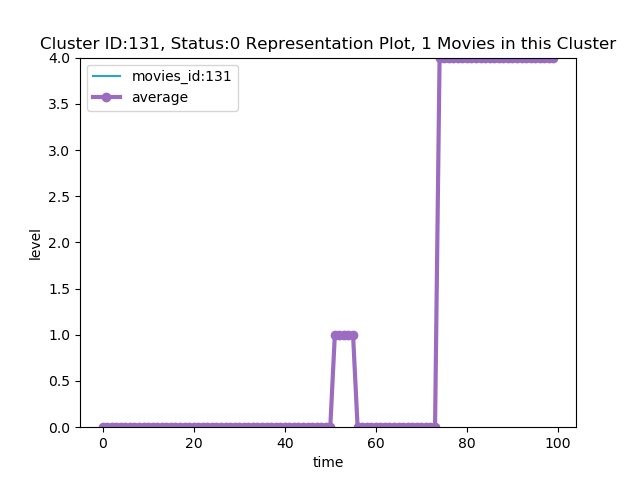 Cluster ID:131, Status:0 Representation Plot, 1 Movies in this Cluster
4.0
3.5
3.0
2.5
2.0
1.5
1.0
0.5
0.0
level
movies_id:131
average
0 20 40 60 80 100
time